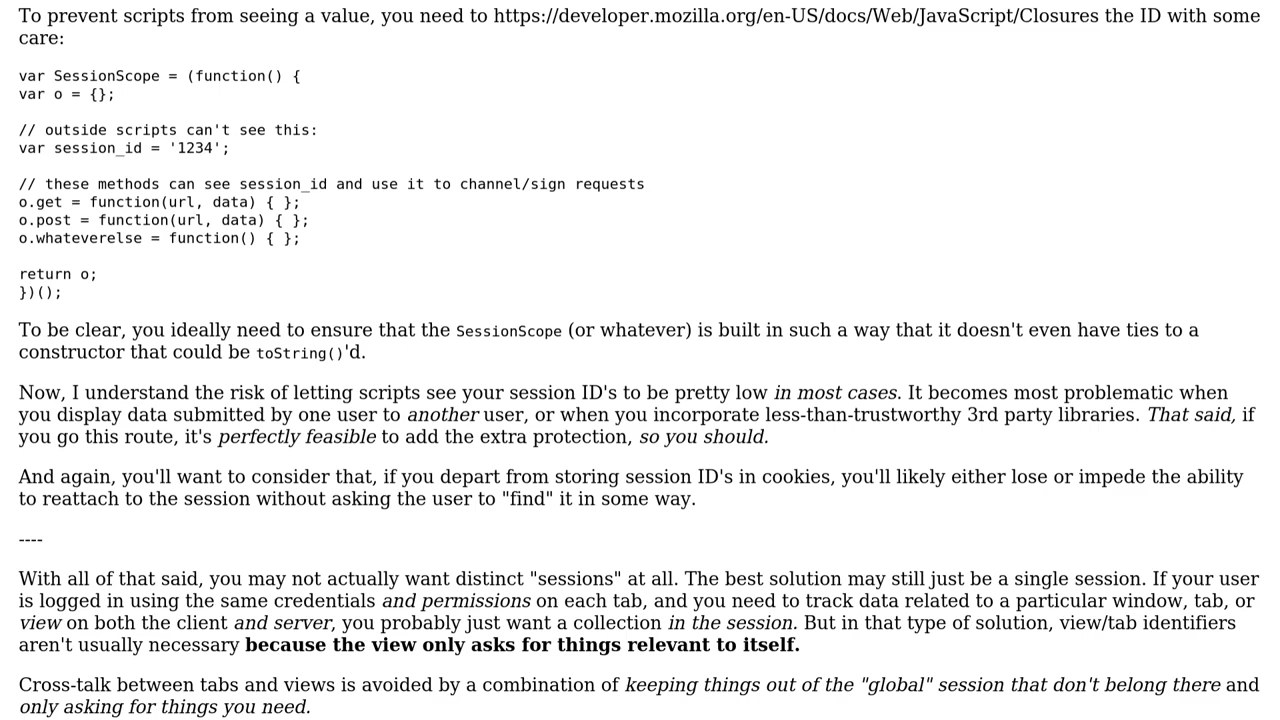 To prevent scripts from seeing a value, you need to https://developer.mozilla.org/en-US/docs/Web/JavaScript/Closures the ID with some
care:
var SessionScope = (function() {
var o = {};
// outside scripts can't see this:
var session_id = '1234';
// these methods can see session_id and use it to channel/sign requests
o.get = function(url, data) { };
o.post = function(url, data) { };
o.whateverelse = function() { };
return o;
})();
To be clear, you ideally need to ensure that the SessionScope (or whatever) is built in such a way that it doesn't even have ties to a
constructor that could be toString()'d.
Now, I understand the risk of letting scripts see your session ID's to be pretty low in most cases. It becomes most problematic when
you display data submitted by one user to another user, or when you incorporate less-than-trustworthy 3rd party libraries. That said, if
you go this route, it's perfectly feasible to add the extra protection, so you should.
And again, you'll want to consider that, if you depart from storing session ID's in cookies, you'll likely either lose or impede the ability
to reattach to the session without asking the user to "find" it in some way.
----
With all of that said, you may not actually want distinct "sessions" at all. The best solution may still just be a single session. If your user
is logged in using the same credentials and permissions on each tab, and you need to track data related to a particular window, tab, or
view on both the client and server, you probably just want a collection in the session. But in that type of solution, view/tab identifiers
aren't usually necessary because the view only asks for things relevant to itself.
Cross-talk between tabs and views is avoided by a combination of keeping things out of the "global" session that don't belong there and
only asking for things you need.